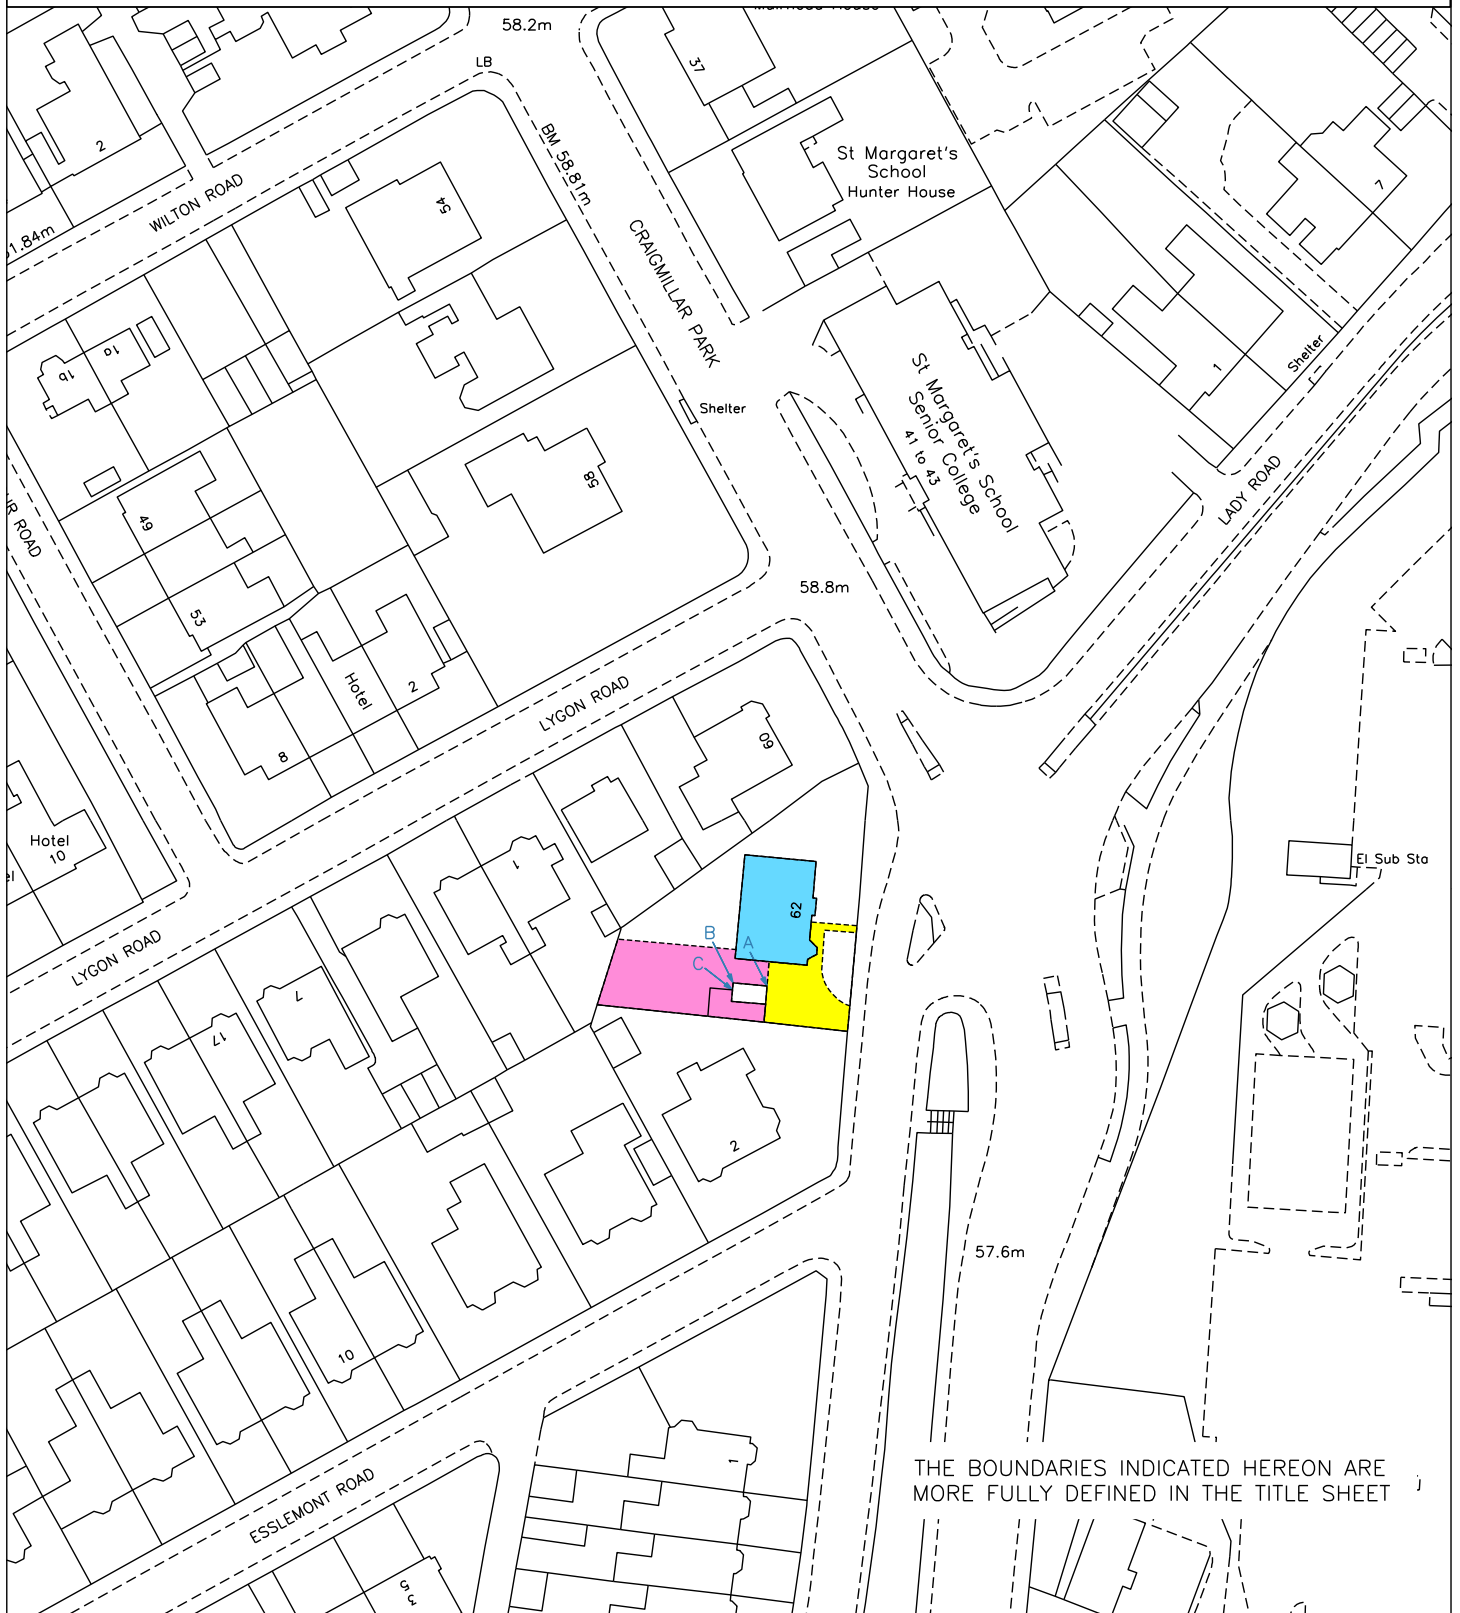 58.2m
LB
37
2
BM 58.81m
St Margaret's
School
Hunter House
7
WILTON ROAD
54
CRAIGMILLAR PARK
1a
1b
Shelter
1
Shelter
St Margaret's School
Senior College
41 to 43
58
49
LADY ROAD
53
58.8m
Hotel
2
8
LYGON ROAD
60
Hotel
10
1
El Sub Sta
62
B
A
C
LYGON ROAD
7
17
2
57.6m
10
1
THE BOUNDARIES INDICATED HEREON ARE
MORE FULLY DEFINED IN THE TITLE SHEET
ESSLEMONT ROAD
5
3